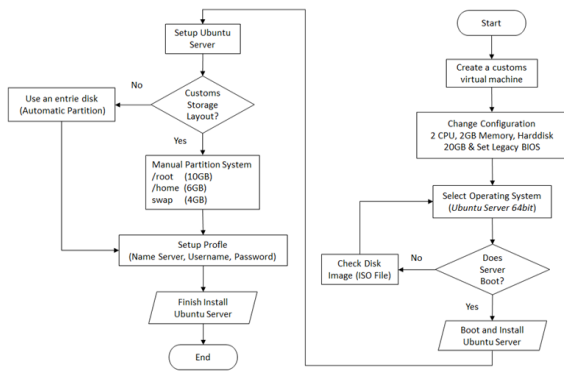 Start
Create a customs
virtual machine
Change Configuration
2 CPU, 2GB Memory, Harddisk
20GB & Set Legacy BIOS
Select Operating System
(Ubuntu Server 64bit)
Does
Server
Boot?
No
Check Disk
Image (ISO File)
Yes
Boot and Install
Ubuntu Server
Setup Ubuntu
Server
Customs
Storage
Layout?
No
Use an entrie disk
(Automatic Partition)
Yes
Manual Partition System
/root (10GB)
/home (6GB)
swap (4GB)
Setup Profile
(Name Server, Username, Password)
Finish Install
Ubuntu Server
End